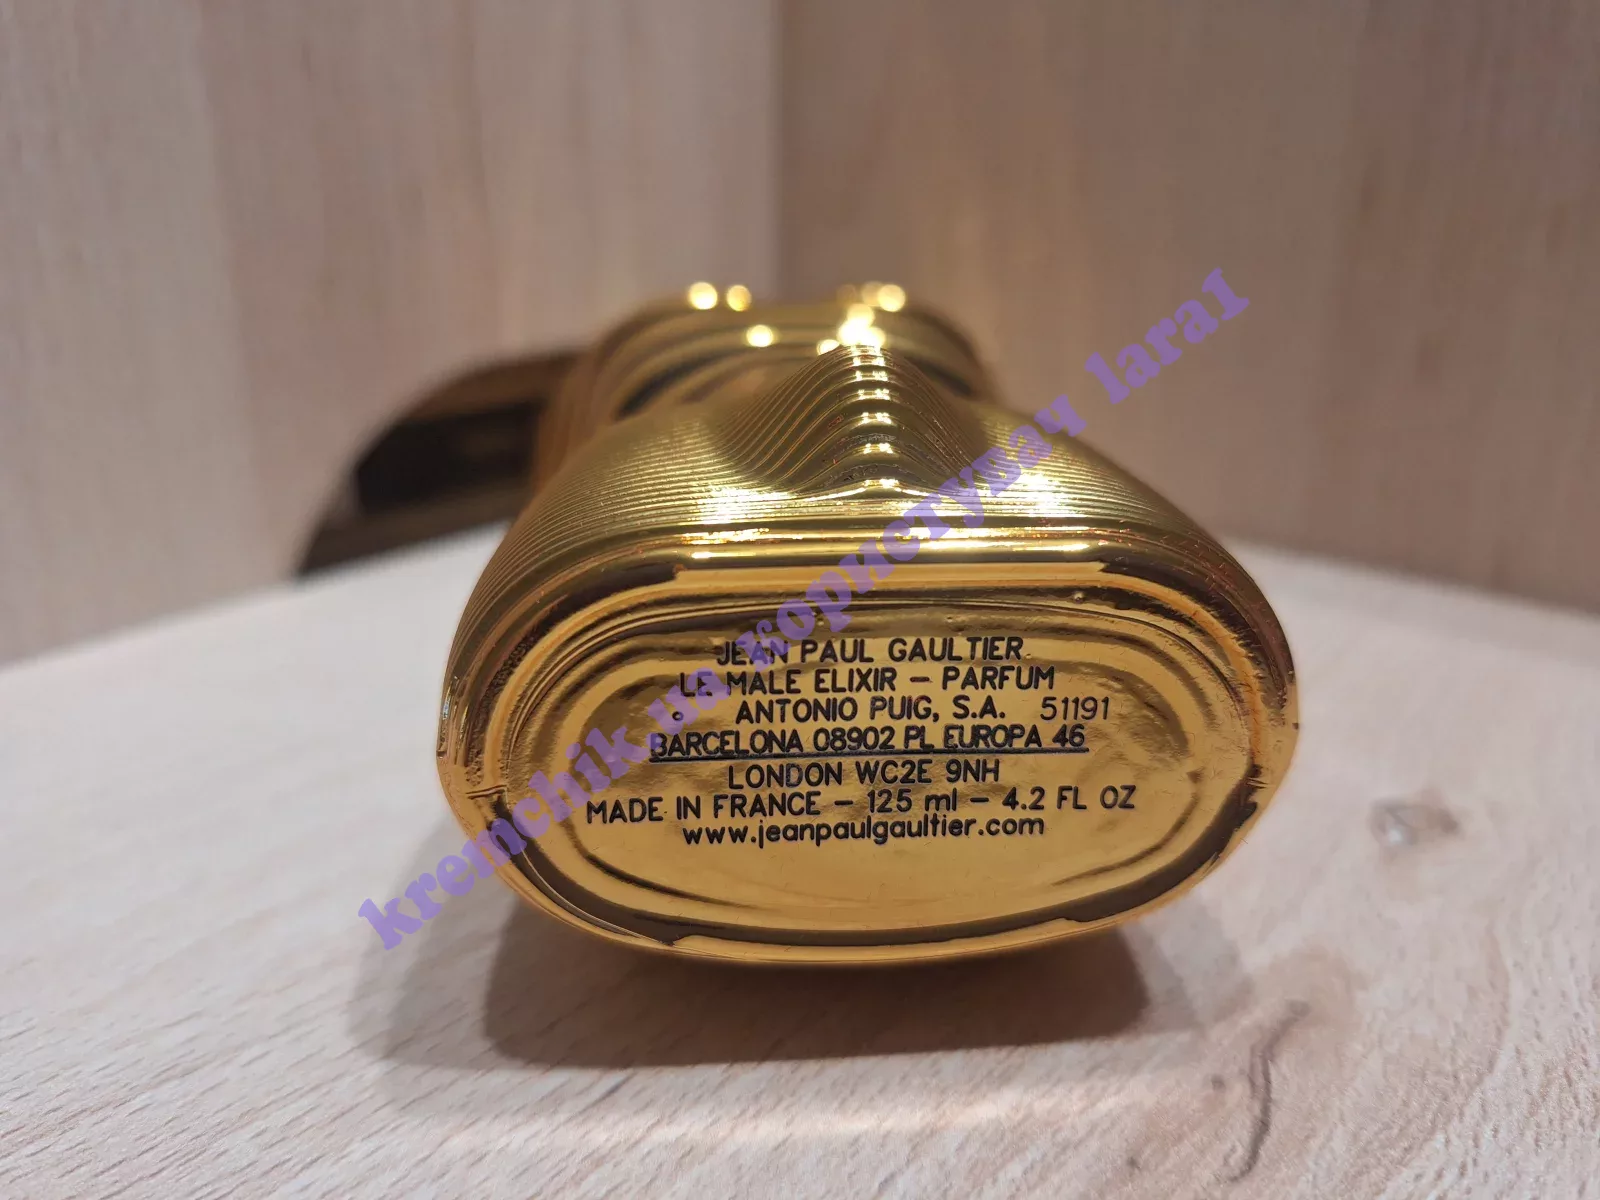 JEAN PAUL GAULTIER
LE MALE ELIXIR – PARFUM
ANTONIO PUIG, S.A. 51191
BARCELONA 08902 PL EUROPA 46
LONDON WC2E 9NH
MADE IN FRANCE – 125 ml – 4.2 FL OZ
www.jeanpaulgaultier.com
kremchik.ua користувач lara1